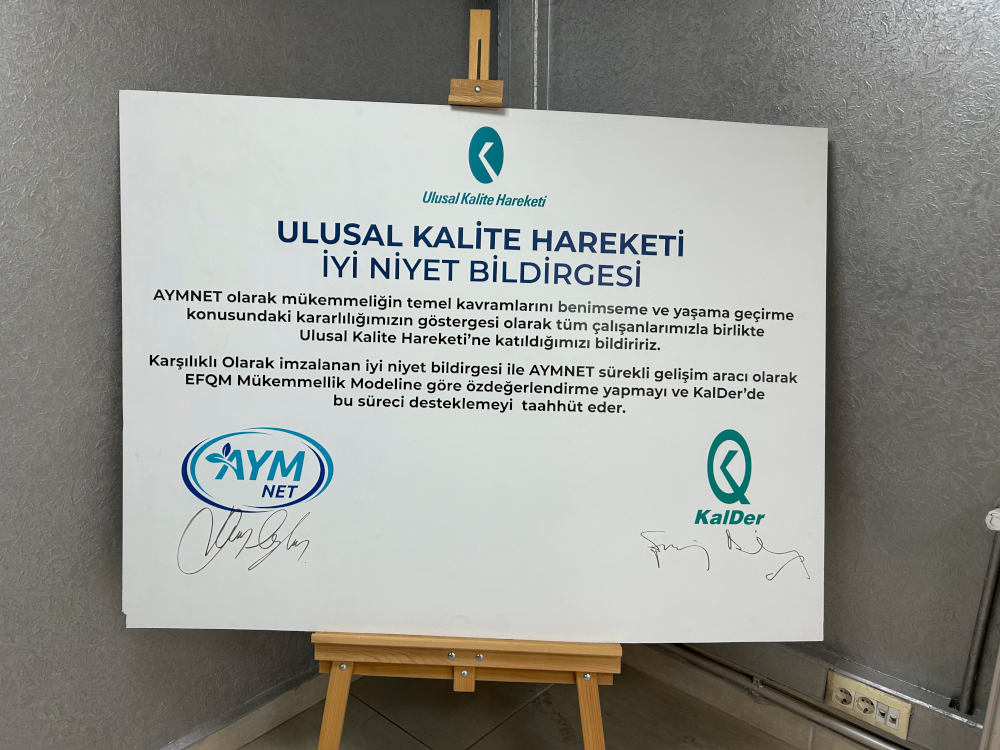 Ulusal Kalite Hareketi
ULUSAL KALİTE HAREKETİ
İYİ NİYET BİLDİRGESİ
AYMNET olarak mükemmeliğin temel kavramlarını benimseme ve yaşama geçirme
konusundaki kararlılığımızın göstergesi olarak tüm çalışanlarımızla birlikte
Ulusal Kalite Hareketi'ne katıldığımızı bildiririz.
Karşılıklı Olarak imzalanan iyi niyet bildirgesi ile AYMNET sürekli gelişim aracı olarak
EFQM Mükemmellik Modeline göre özdeğerlendirme yapmayı ve KalDer'de
bu süreci desteklemeyi taahhüt eder.
AYM
NET
KalDer